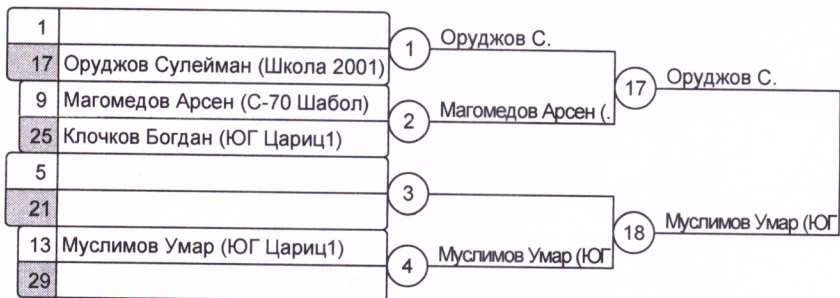 1
17 Оруджов Сулейман (Школа 2001)
9 Магомедов Арсен (С-70 Шабол)
25 Клочков Богдан (ЮГ Цариц1)
5
21
13 Муслимов Умар (ЮГ Цариц1)
29
1 Оруджов С.
2 Магомедов Арсен (.
3
4 Муслимов Умар (ЮГ
17 Оруджов С.
18 Муслимов Умар (ЮГ